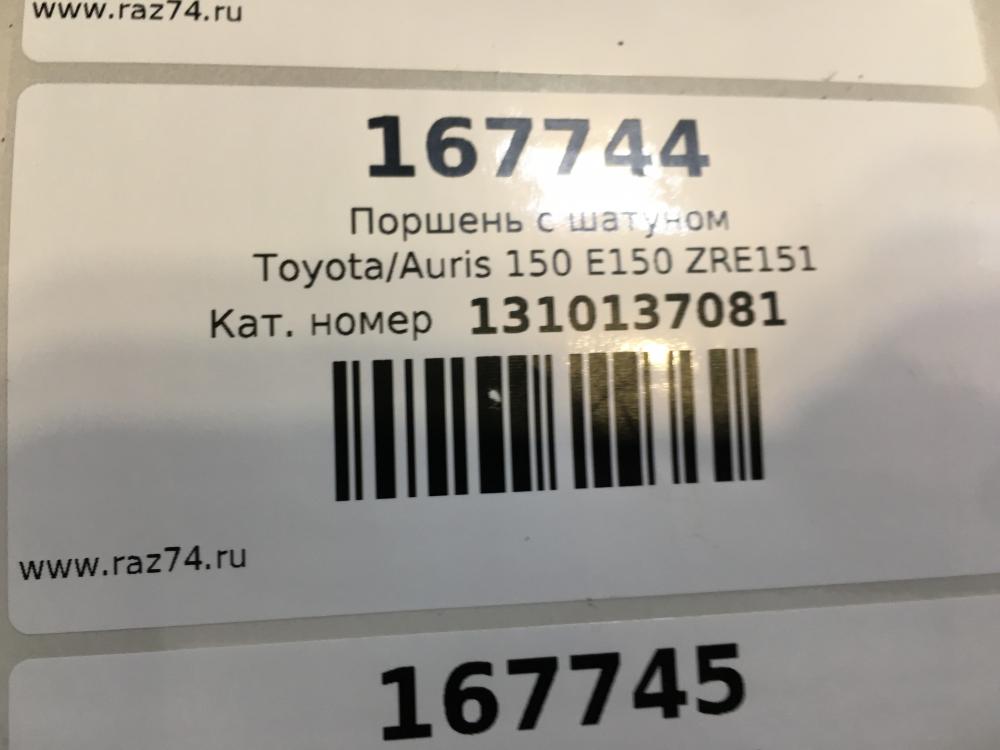 www.raz74.ru
167744
Поршень с шатуном
Toyota/Auris 150 E150 ZRE151
Кат. номер 1310137081
www.raz74.ru
167745